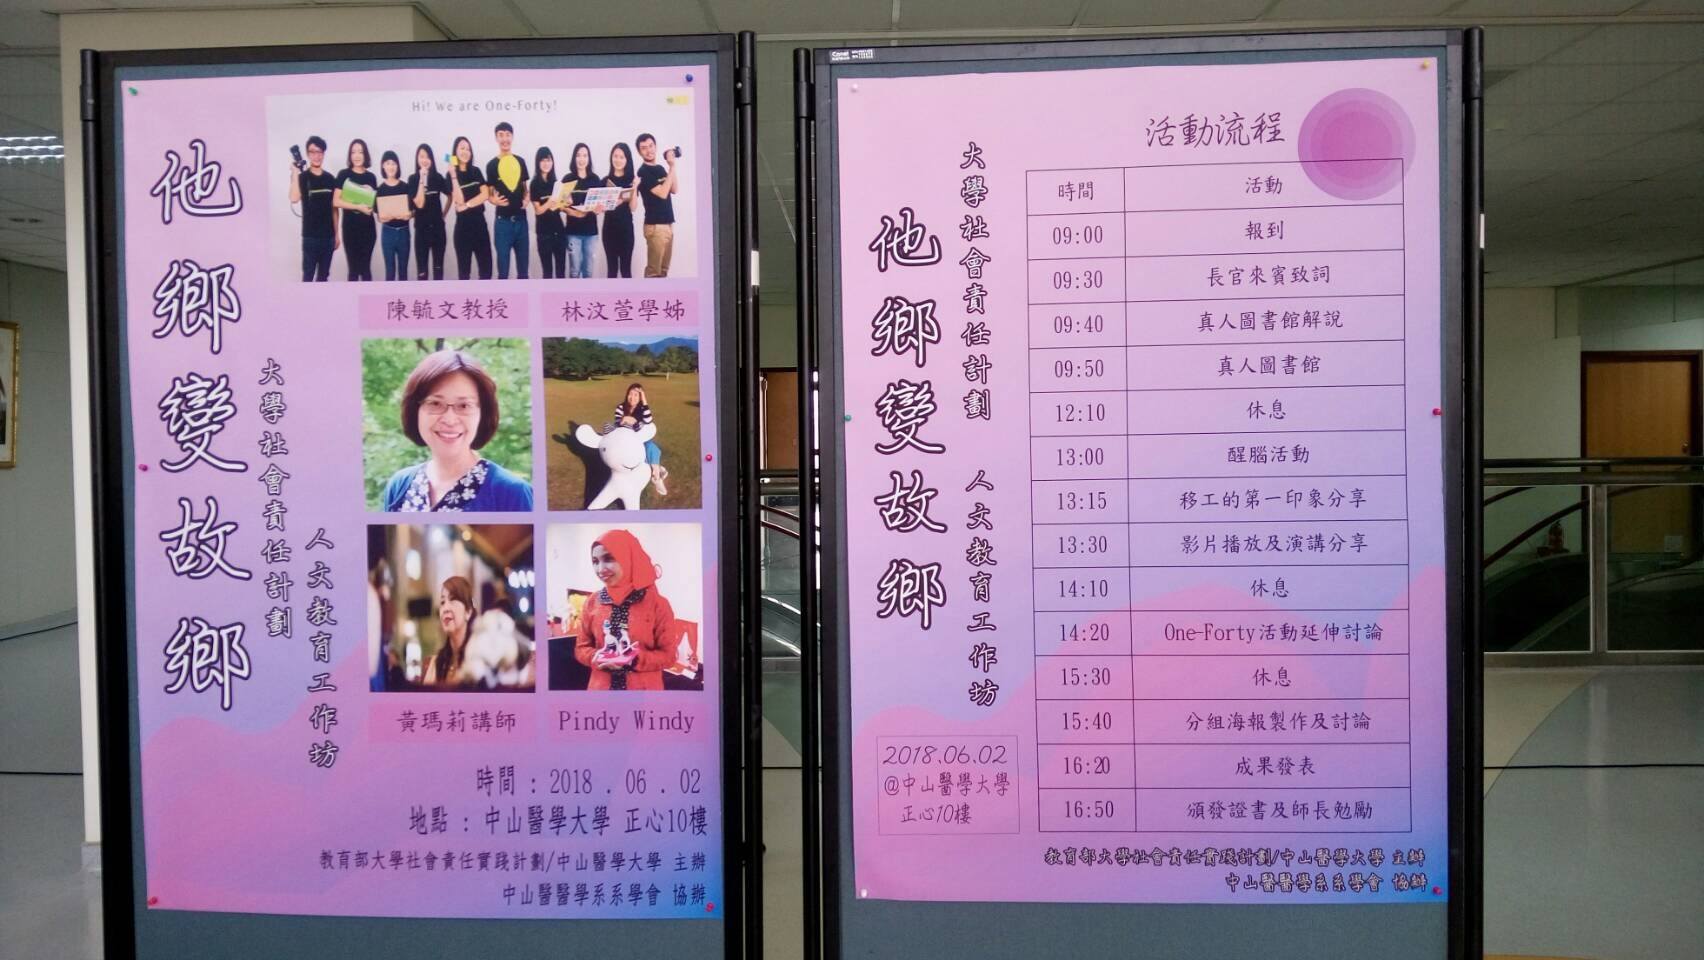 Hi! We are One-Forty!
他鄉變故鄉
大學社會責任計劃
人文教育工作坊
陳毓文教授
林汶萱學姊
黃瑪莉講師
Pindy Windy
時間 : 2018 . 06 . 02
地點 : 中山醫學大學 正心10樓
教育部大學社會責任實踐計劃/中山醫學大學 主辦
中山醫醫學系系學會 協辦
他鄉變故鄉
大學社會責任計劃 人文教育工作坊
2018.06.02
@中山醫學大學
正心10樓
活動流程
時間 活動
09:00 報到
09:30 長官來賓致詞
09:40 真人圖書館解說
09:50 真人圖書館
12:10 休息
13:00 醒腦活動
13:15 移工的第一印象分享
13:30 影片播放及演講分享
14:10 休息
14:20 One-Forty活動延伸討論
15:30 休息
15:40 分組海報製作及討論
16:20 成果發表
16:50 頒發證書及師長勉勵
教育部大學社會責任實踐計劃/中山醫學大學 主辦
中山醫醫學系系學會 協辦